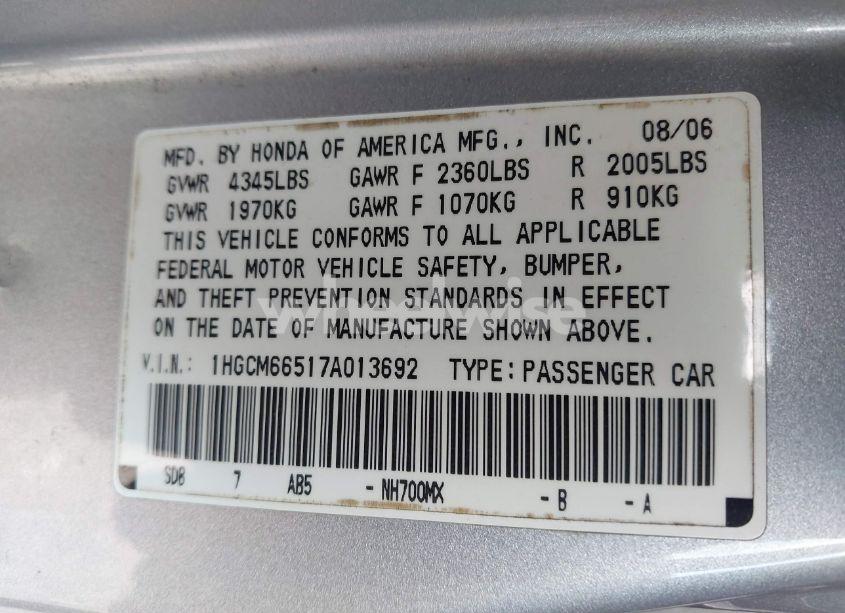 MFD. BY HONDA OF AMERICA MFG., INC. 08/06
GVWR 4345LBS GAWR F 2360LBS R 2005LBS
GVWR 1970KG GAWR F 1070KG R 910KG
THIS VEHICLE CONFORMS TO ALL APPLICABLE
FEDERAL MOTOR VEHICLE SAFETY, BUMPER,
AND THEFT PREVENTION STANDARDS IN EFFECT
ON THE DATE OF MANUFACTURE SHOWN ABOVE.
wheelwise
V.I.N.: 1HGCM66517A013692 TYPE: PASSENGER CAR
SD8 7 AB5 - NH700MX - B - A